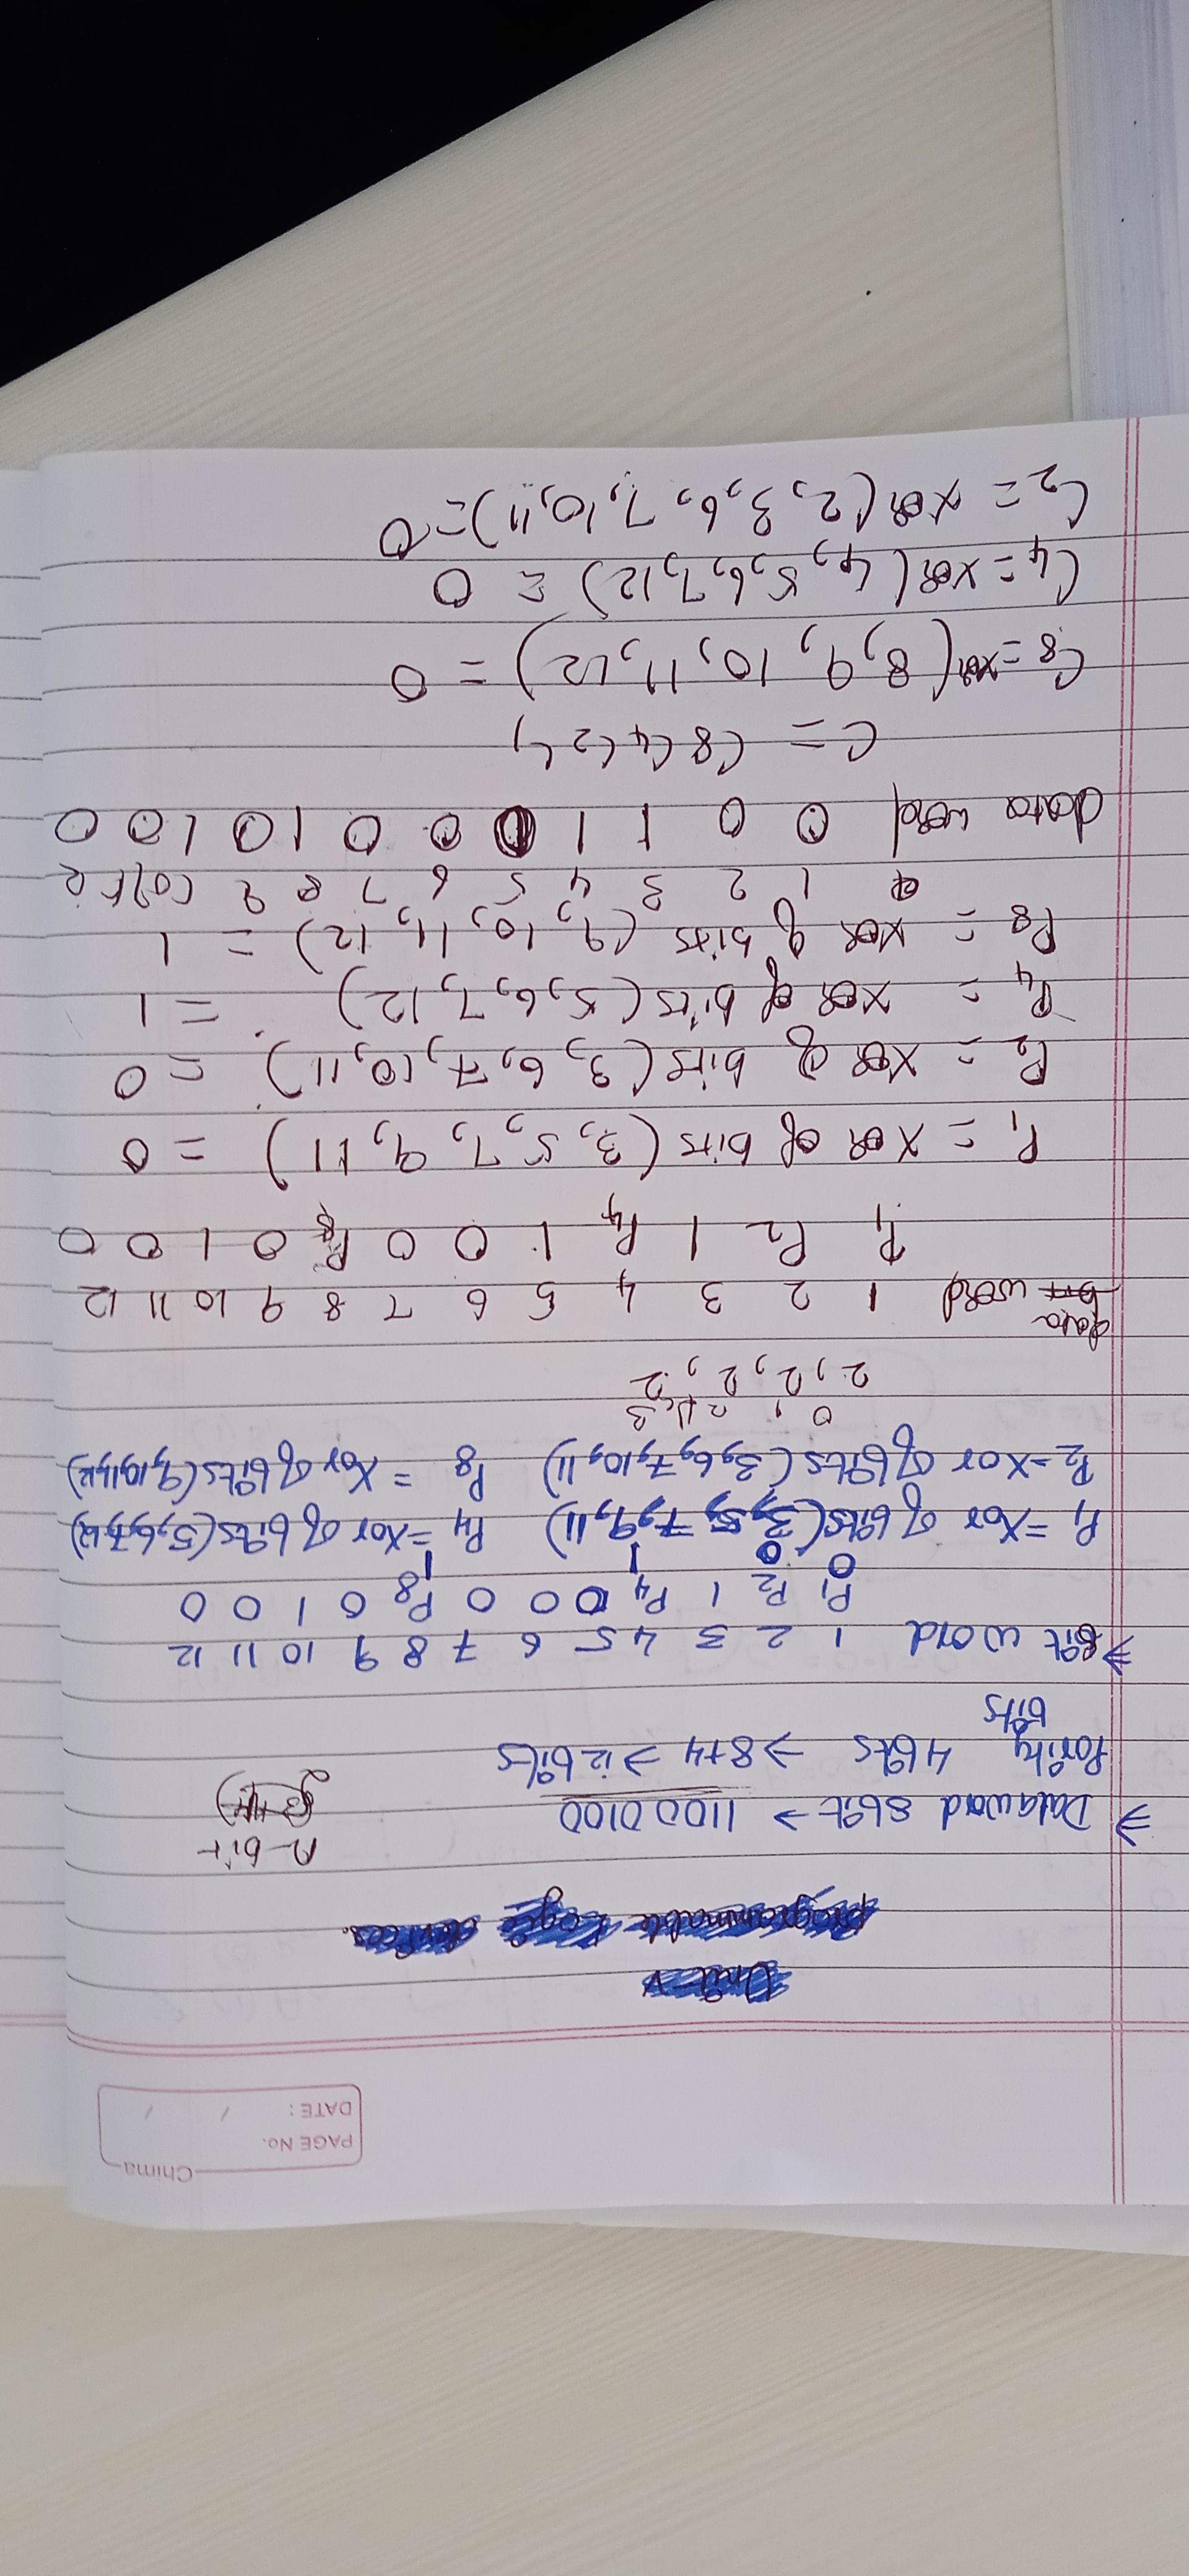 Chima
PAGE NO.
DATE: / /
Unit-V
Programmable Logic devices.
n-bit
⇒ Data word 8bit → 11000100
Parity 4bits ⇒ 8+4 ⇒ 12 bits
bits
⇒ Bit word 1 2 3 4 5 6 7 8 9 10 11 12
P1 P2 1 P4 0 0 P8 0 1 0 0
0 0 1 1
P1 = Xor of bits (3,5,7,9,11) P4 = Xor of bits (5,6,7,12)
P2 = Xor of bits (3,6,7,10,11) P8 = Xor of bits (9,10,11,12)
0 1 2 3
2, 2, 2, 2
data
word 1 2 3 4 5 6 7 8 9 10 11 12
P1 P2 1 P4 1 0 0 P8 0 1 0 0
P1 = XOR of bits (3,5,7,9,11) = 0
P2 = XOR of bits (3,6,7,10,11) = 0
P4 = XOR of bits (5,6,7,12) = 1
P8 = XOR of bits (9,10,11,12) = 1
1 2 3 4 5 6 7 8 9 10 11 12
data word 0 0 1 1 0 0 1 0 1 0 0
C = C8 C4 C2 C1
C8 = XOR (8,9,10,11,12) = 0
C4 = XOR (4,5,6,7,12) = 0
C2 = XOR (2,3,6,7,10,11) = 0